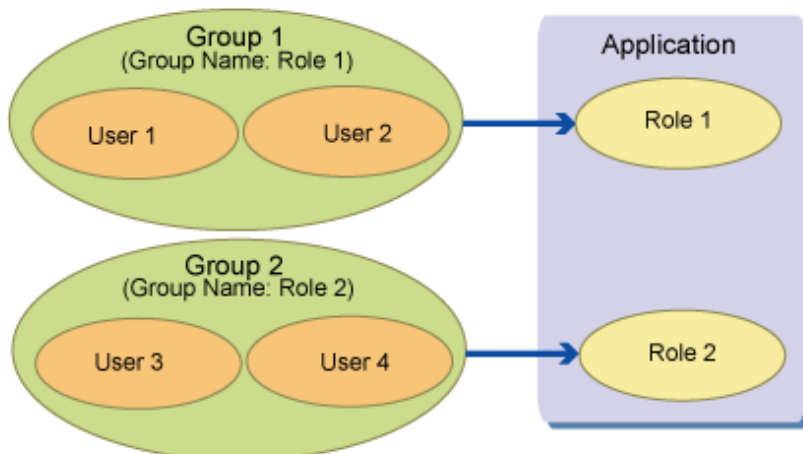 Group 1
(Group Name: Role 1)
User 1
User 2
Application
Role 1
Group 2
(Group Name: Role 2)
User 3
User 4
Role 2